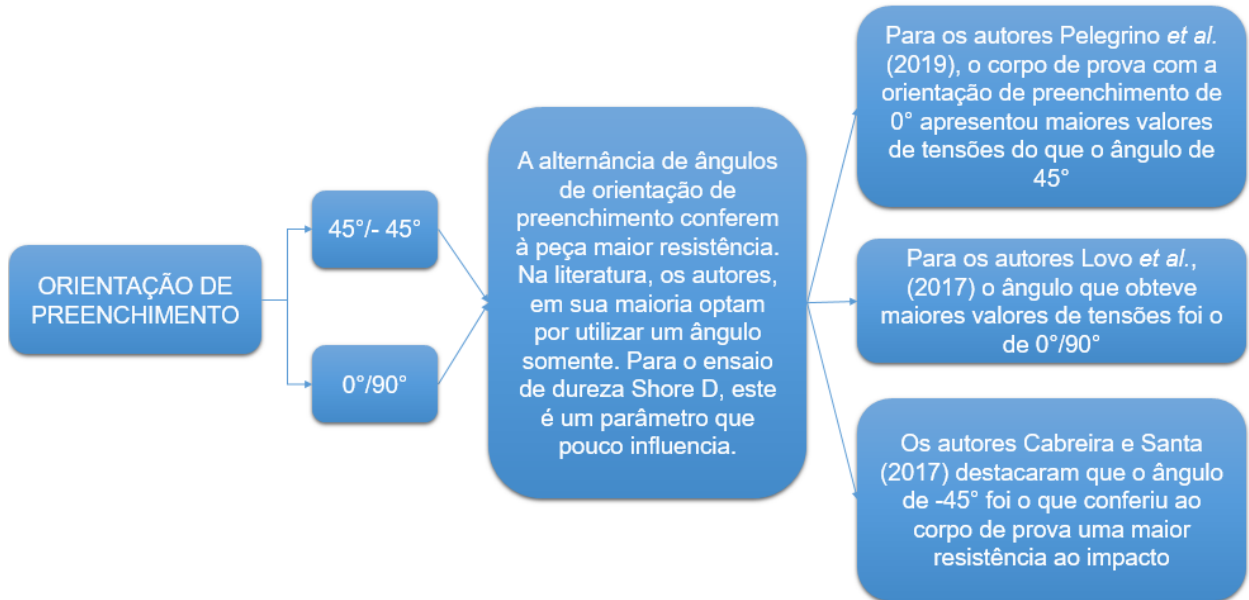 ORIENTAÇÃO DE
PREENCHIMENTO
45°/- 45°
0°/90°
A alternância de ângulos
de orientação de
preenchimento conferem
à peça maior resistência.
Na literatura, os autores,
em sua maioria optam
por utilizar um ângulo
somente. Para o ensaio
de dureza Shore D, este
é um parâmetro que
pouco influencia.
Para os autores Pelegrino et al.
(2019), o corpo de prova com a
orientação de preenchimento de
0° apresentou maiores valores
de tensões do que o ângulo de
45°
Para os autores Lovo et al.,
(2017) o ângulo que obteve
maiores valores de tensões foi o
de 0°/90°
Os autores Cabreira e Santa
(2017) destacaram que o ângulo
de -45° foi o que conferiu ao
corpo de prova uma maior
resistência ao impacto